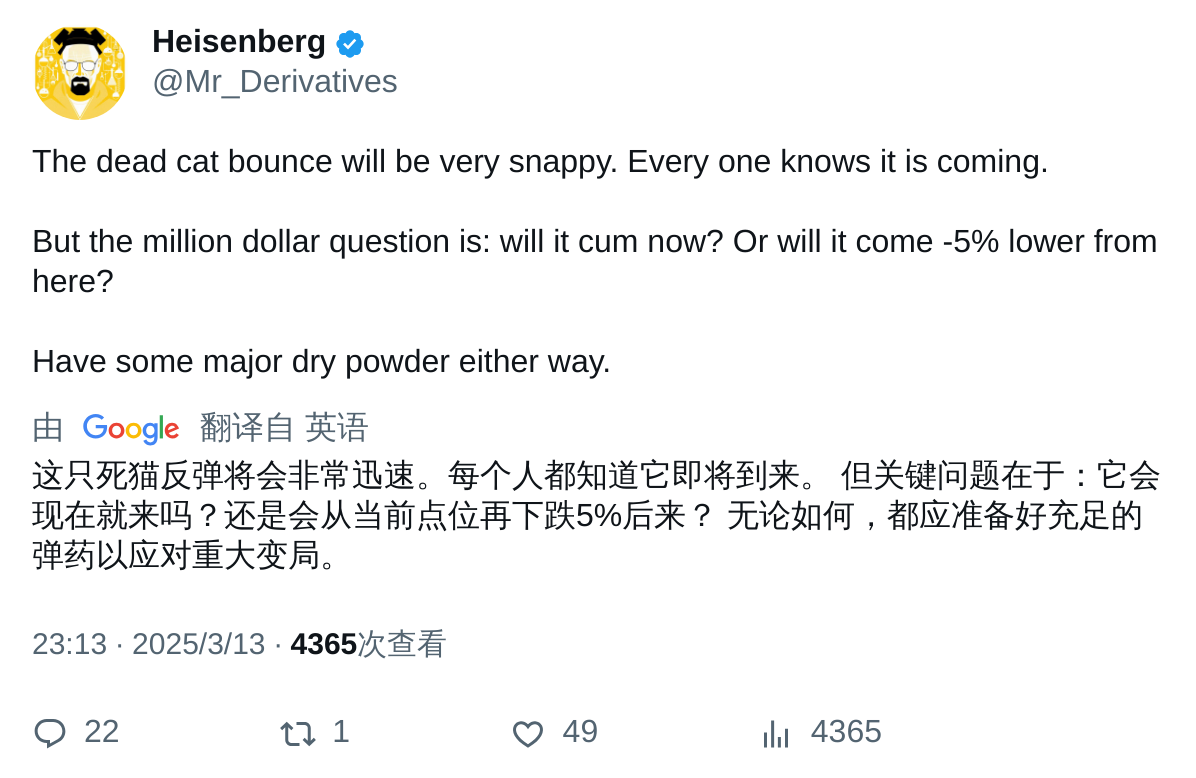 Heisenberg
@Mr_Derivatives
The dead cat bounce will be very snappy. Every one knows it is coming.
But the million dollar question is: will it cum now? Or will it come -5% lower from
here?
Have some major dry powder either way.
由 Google 翻译自 英语
这只死猫反弹将会非常迅速。每个人都知道它即将到来。 但关键问题在于：它会
现在就来吗？还是会从当前点位再下跌5%后来？ 无论如何，都应准备好充足的
弹药以应对重大变局。
23:13 · 2025/3/13 · 4365次查看
22 1 49 4365